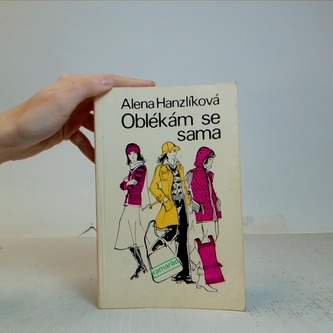 Alena Hanzlíková
Oblékám se
sama
kamarád